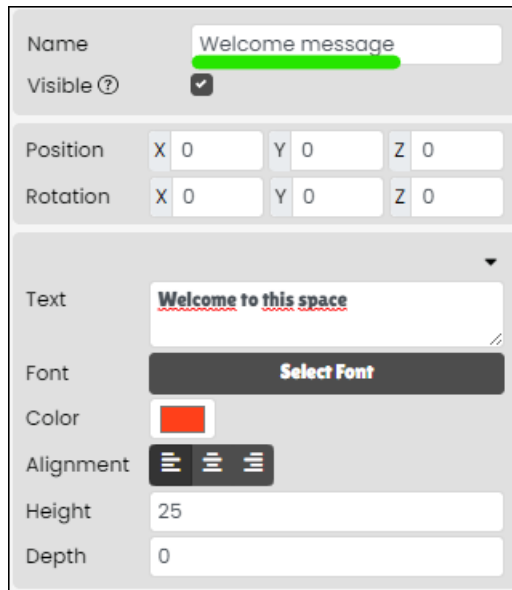 Name Welcome message
Visible ?
Position X 0 Y 0 Z 0
Rotation X 0 Y 0 Z 0
Text Welcome to this space
Font Select Font
Color
Alignment
Height 25
Depth 0